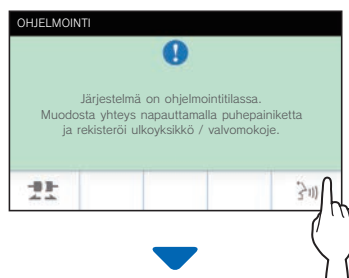 OHJELMOINTI
Järjestelmä on ohjelmointitilassa.
Muodosta yhteys napauttamalla puhepainiketta
ja rekisteröi ulkoyksikkö / valvomokoje.